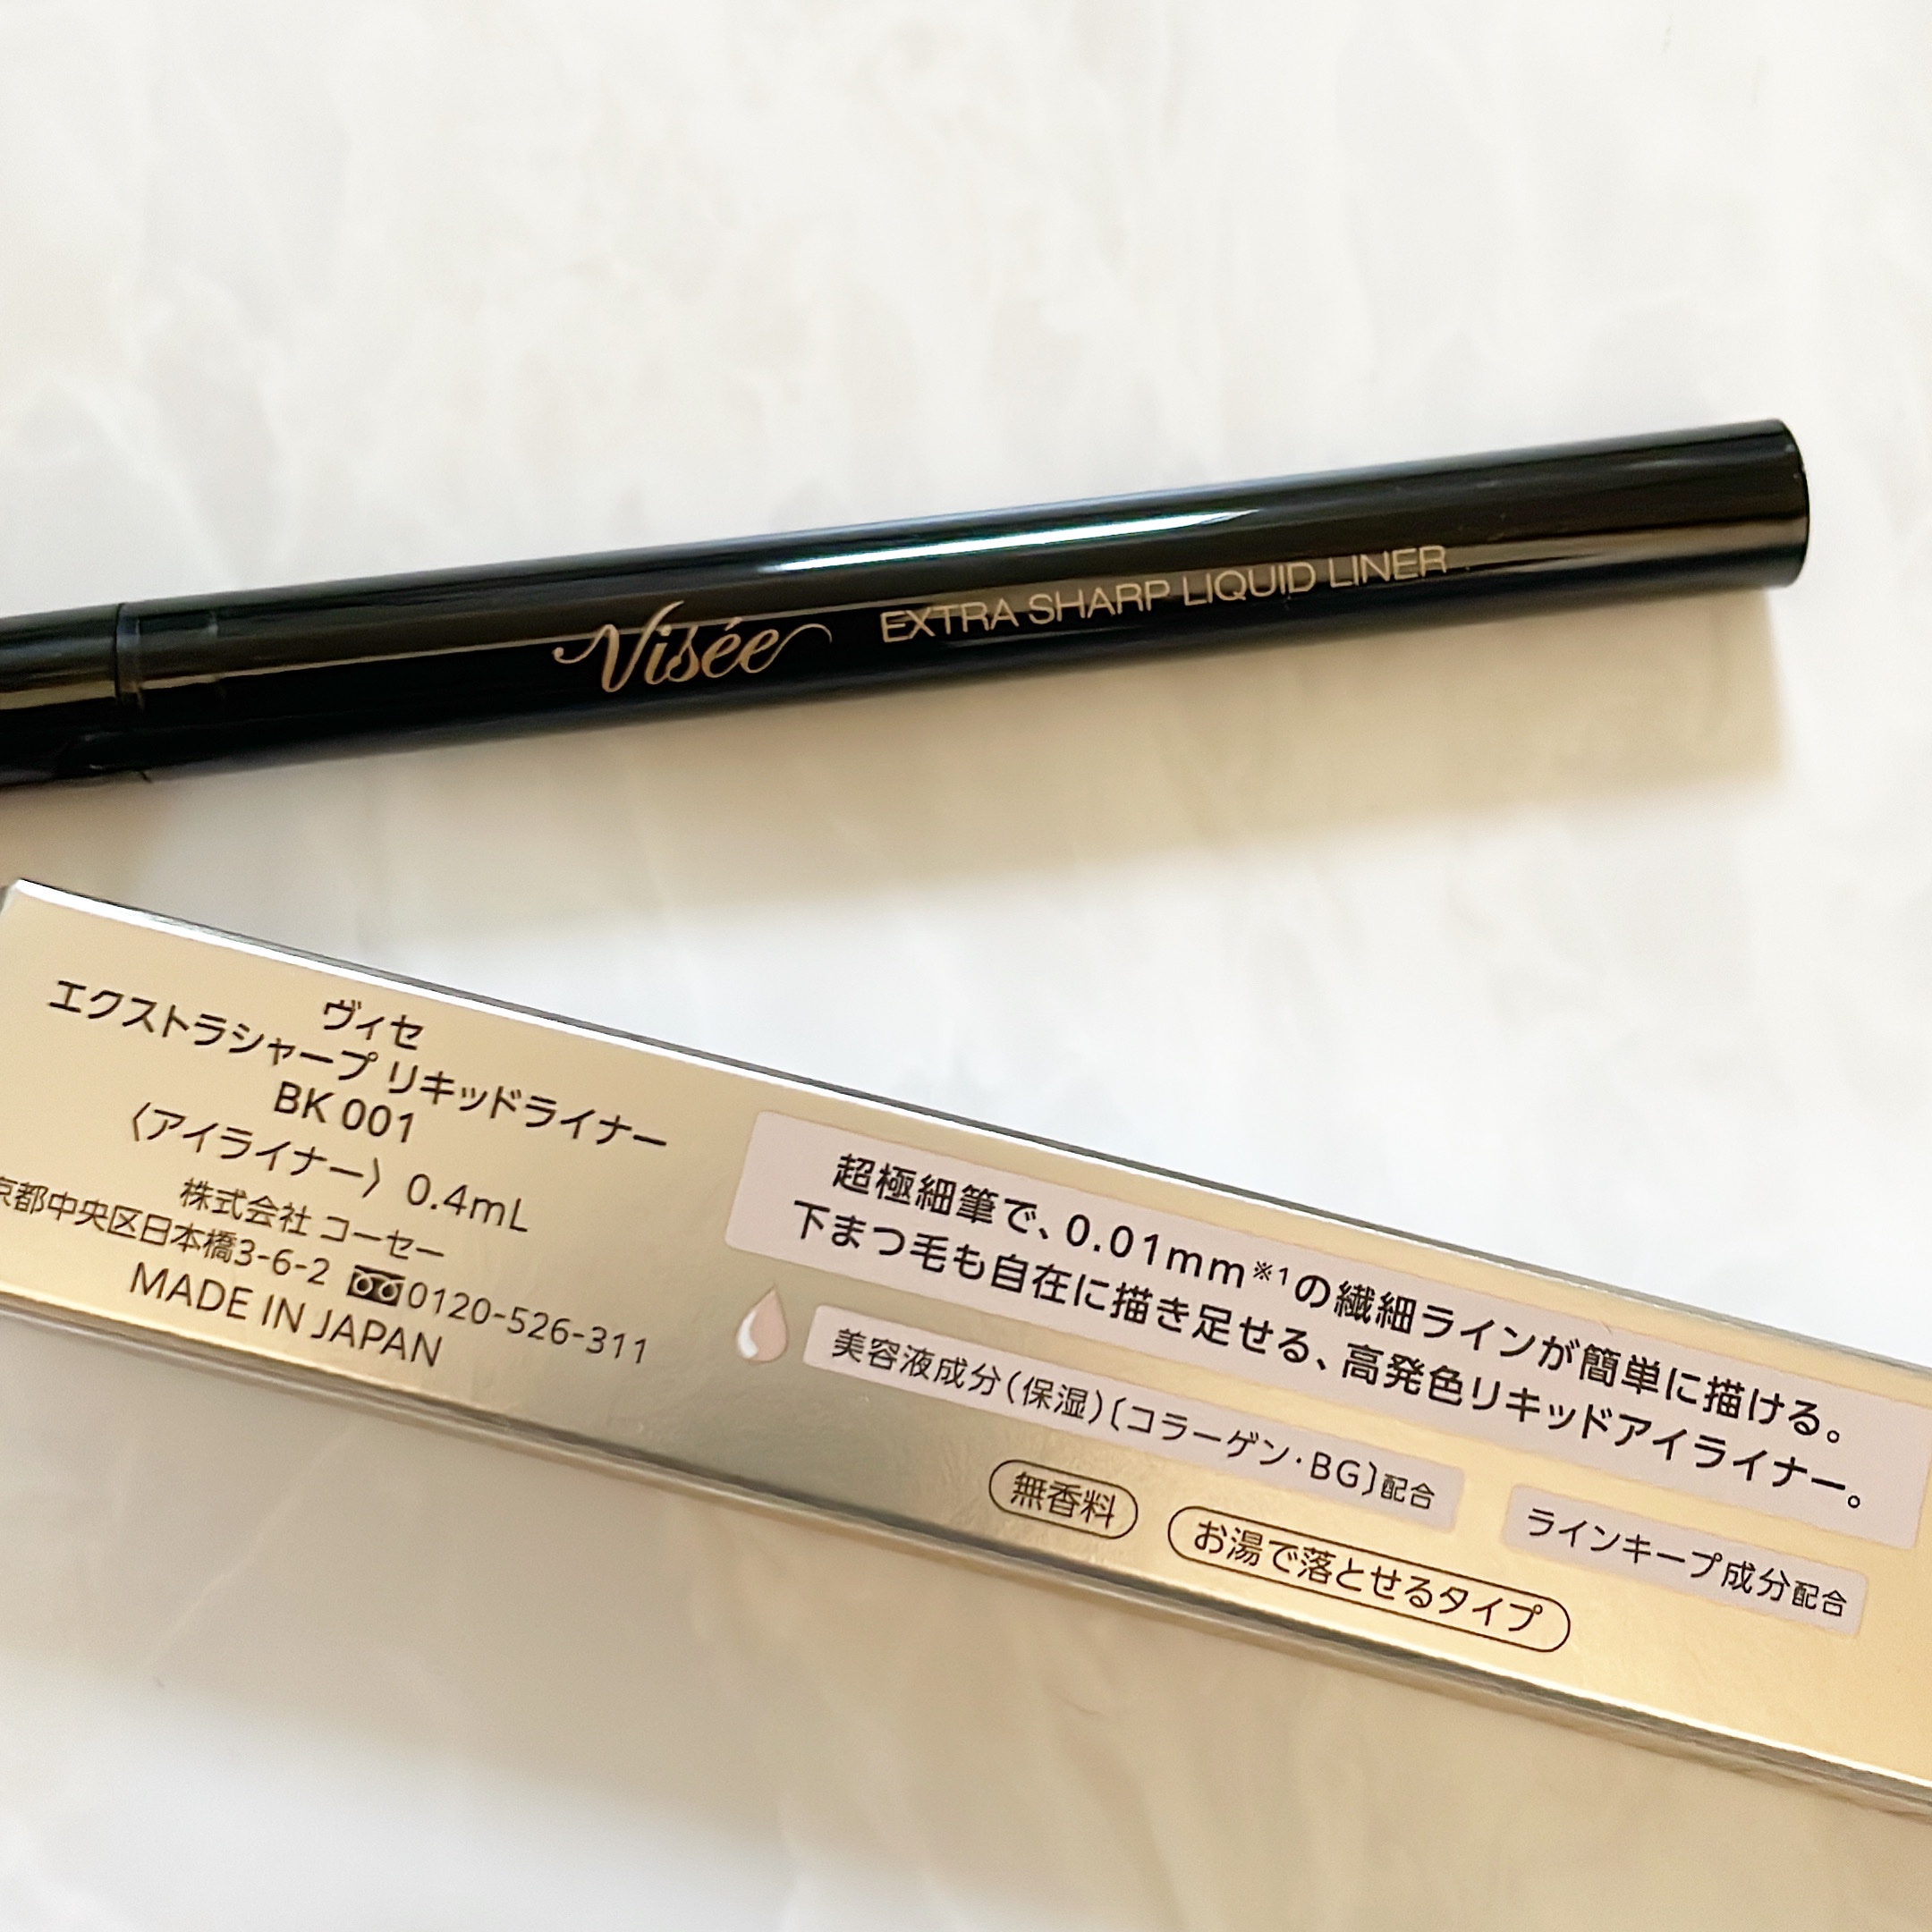 Visée EXTRA SHARP LIQUID LINER
ヴィセ
エクストラシャープ リキッドライナー
BK 001
〈アイライナー〉 0.4mL
株式会社 コーセー
京都中央区日本橋3-6-2 0120-526-311
MADE IN JAPAN
超極細筆で、0.01mm※1の繊細ラインが簡単に描ける。
下まつ毛も自在に描き足せる、高発色リキッドアイライナー。
美容液成分(保湿)〔コラーゲン・BG〕配合
ラインキープ成分配合
無香料
お湯で落とせるタイプ